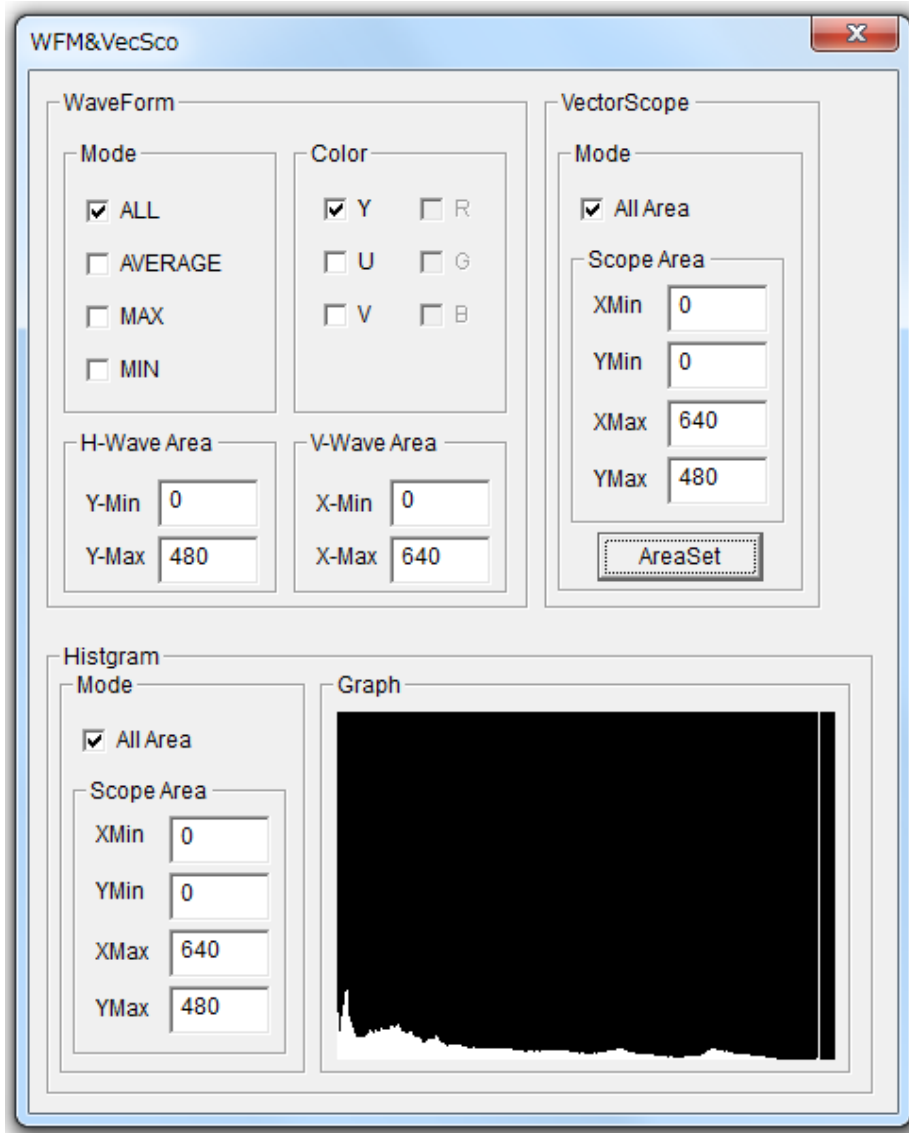 WFM&VecSco
WaveForm
Mode
ALL
AVERAGE
MAX
MIN
Color
Y R
U G
V B
H-Wave Area
Y-Min 0
Y-Max 480
V-Wave Area
X-Min 0
X-Max 640
VectorScope
Mode
All Area
Scope Area
XMin 0
YMin 0
XMax 640
YMax 480
AreaSet
Histgram
Mode
All Area
Scope Area
XMin 0
YMin 0
XMax 640
YMax 480
Graph